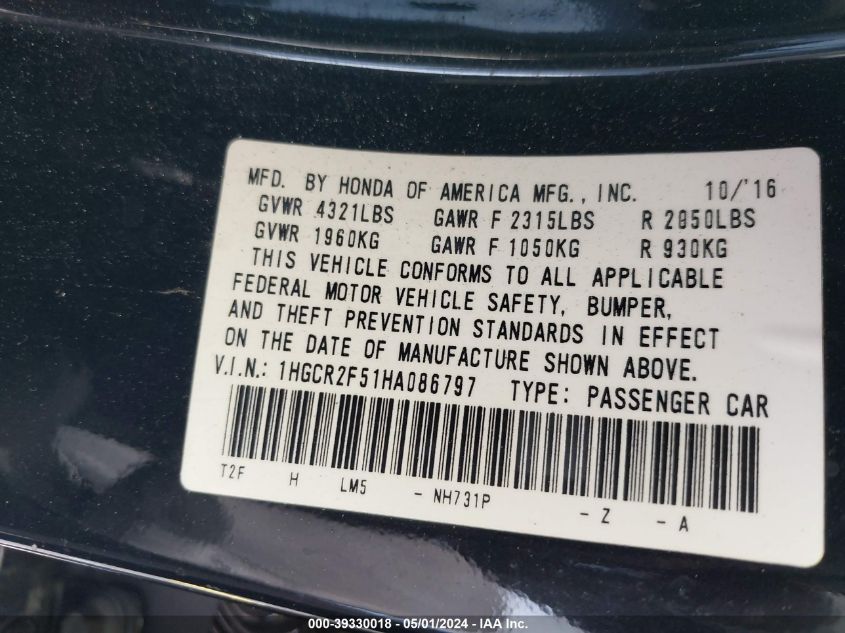 MFD. BY HONDA OF AMERICA MFG., INC. 10/'16
GVWR 4321LBS GAWR F 2315LBS R 2050LBS
GVWR 1960KG GAWR F 1050KG R 930KG
THIS VEHICLE CONFORMS TO ALL APPLICABLE
FEDERAL MOTOR VEHICLE SAFETY, BUMPER,
AND THEFT PREVENTION STANDARDS IN EFFECT
ON THE DATE OF MANUFACTURE SHOWN ABOVE.
V.I.N.: 1HGCR2F51HA086797 TYPE: PASSENGER CAR
T2F H LM5 - NH731P - Z - A
000-39330018 - 05/01/2024 - IAA Inc.